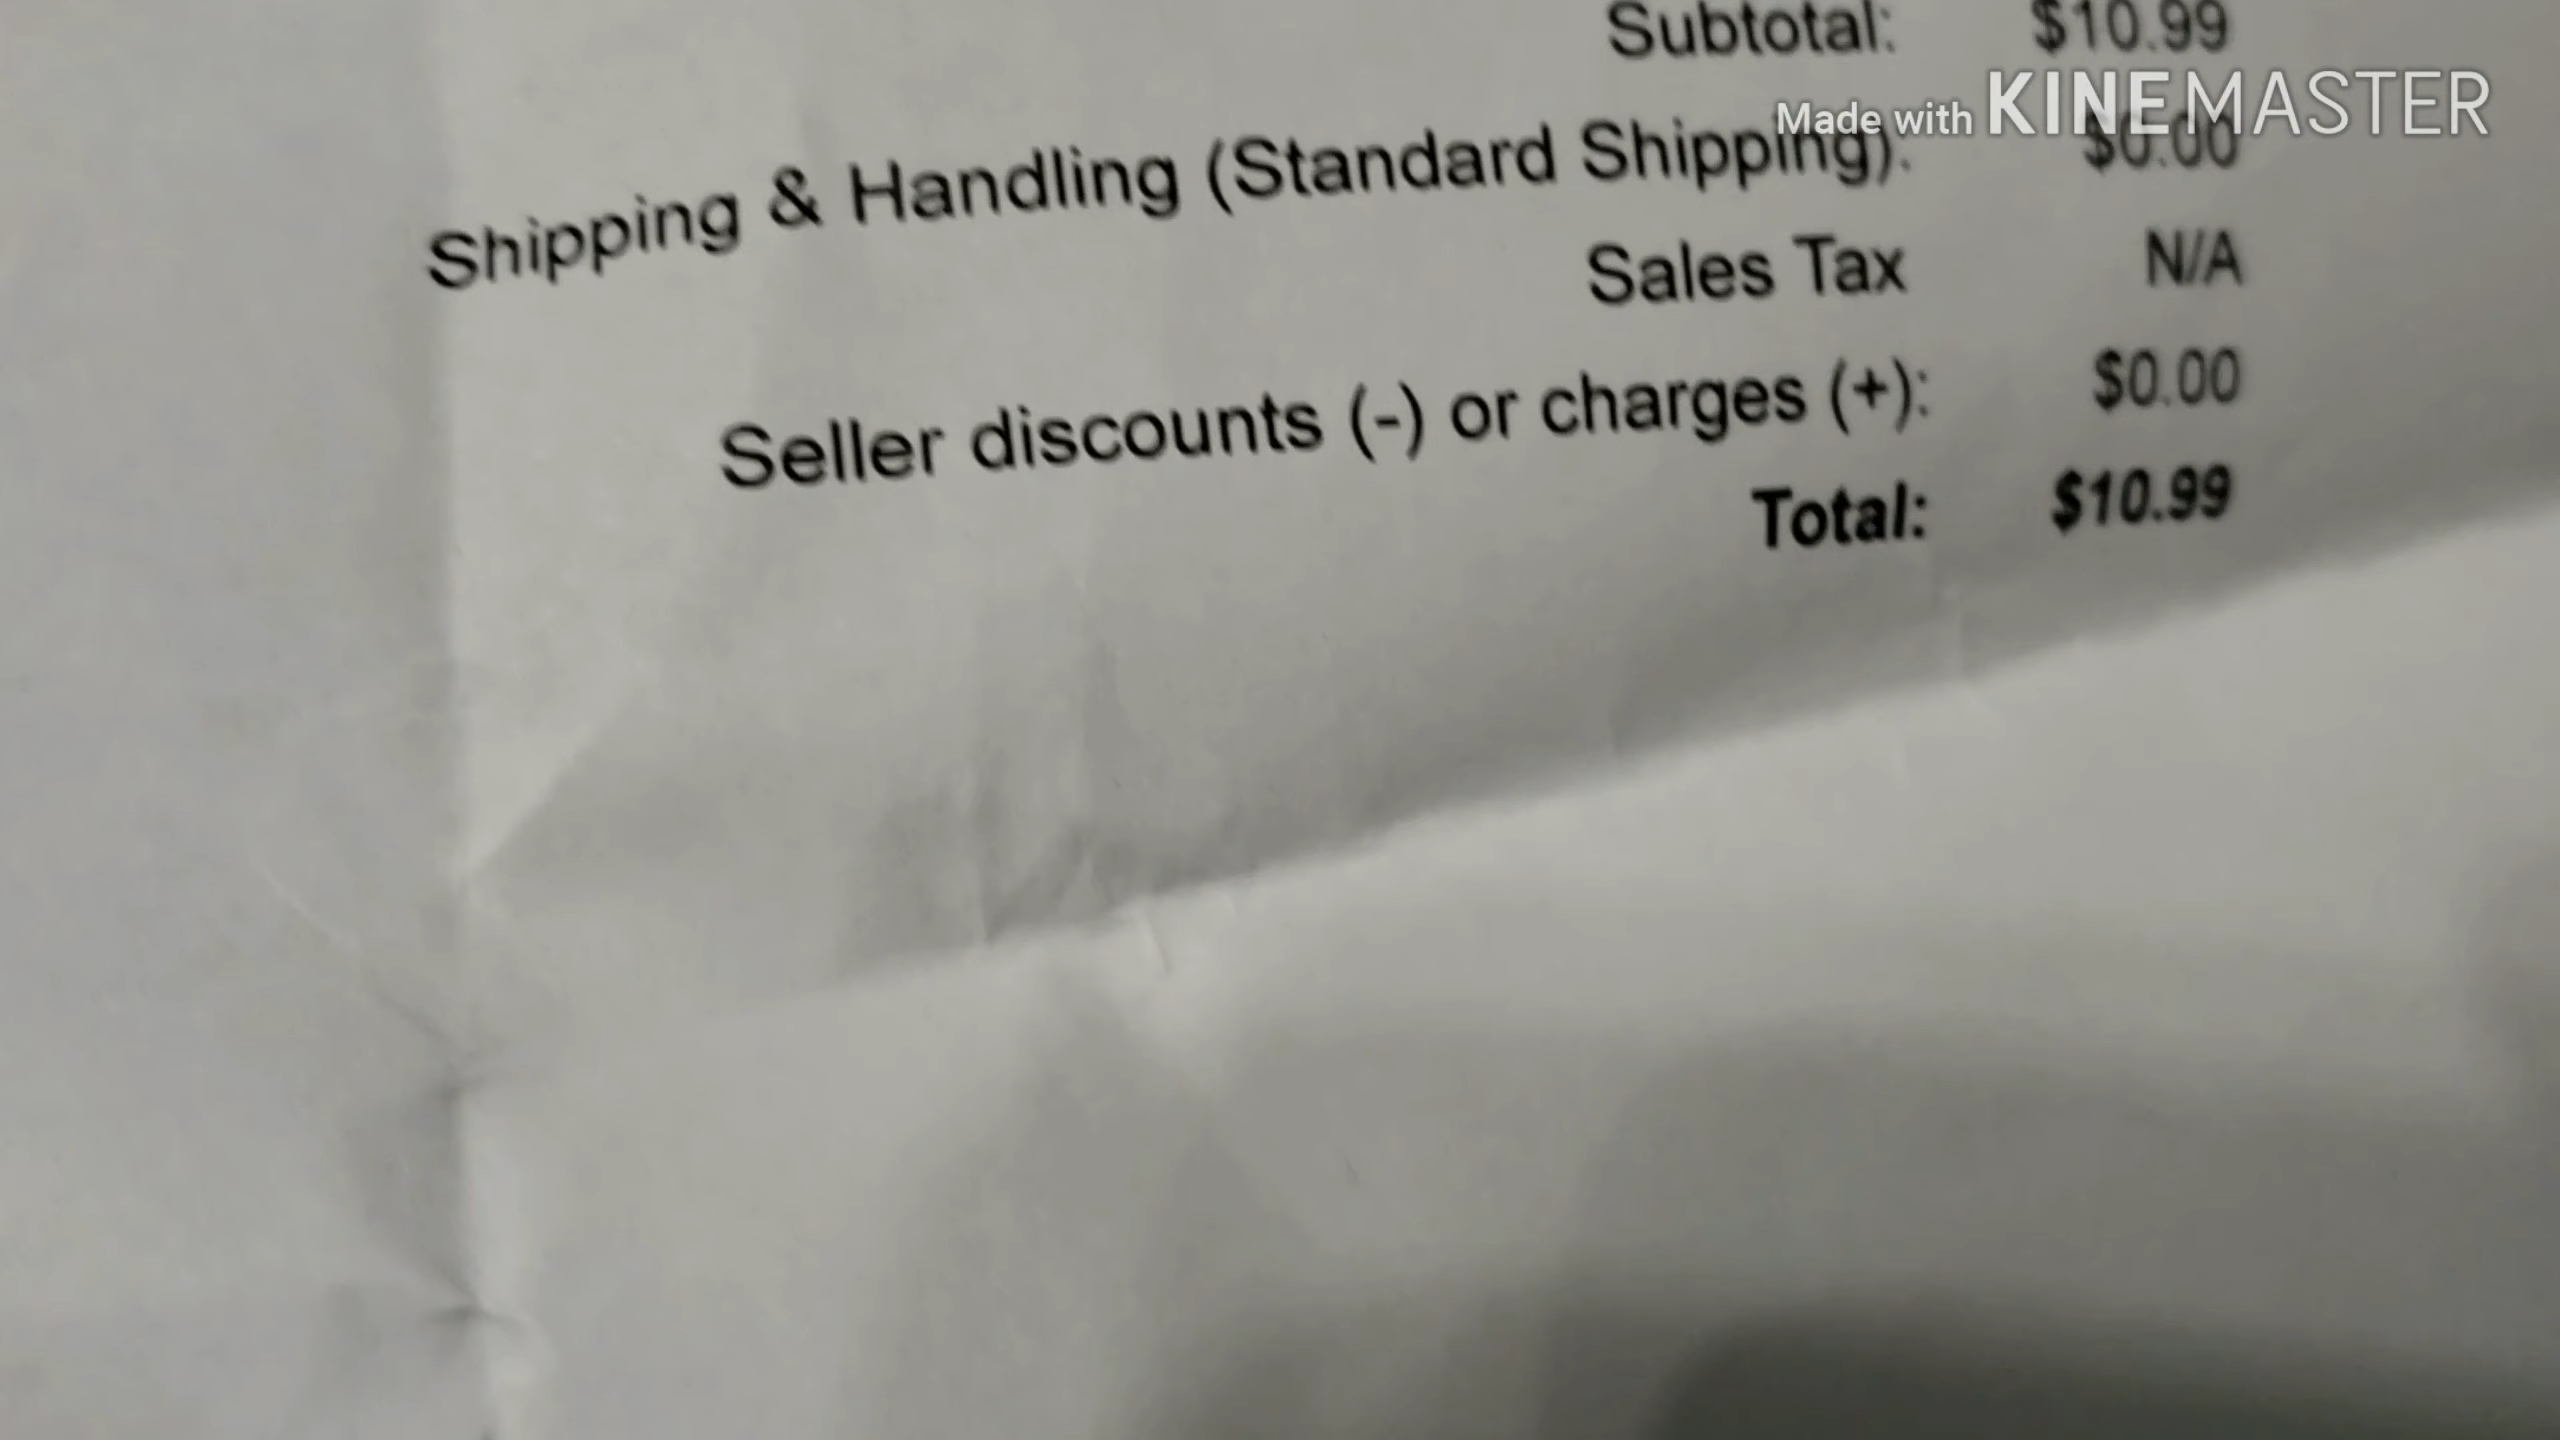 Subtotal: $10.99
Made with KINEMASTER
Shipping & Handling (Standard Shipping): $0.00
Sales Tax N/A
Seller discounts (-) or charges (+): $0.00
Total: $10.99